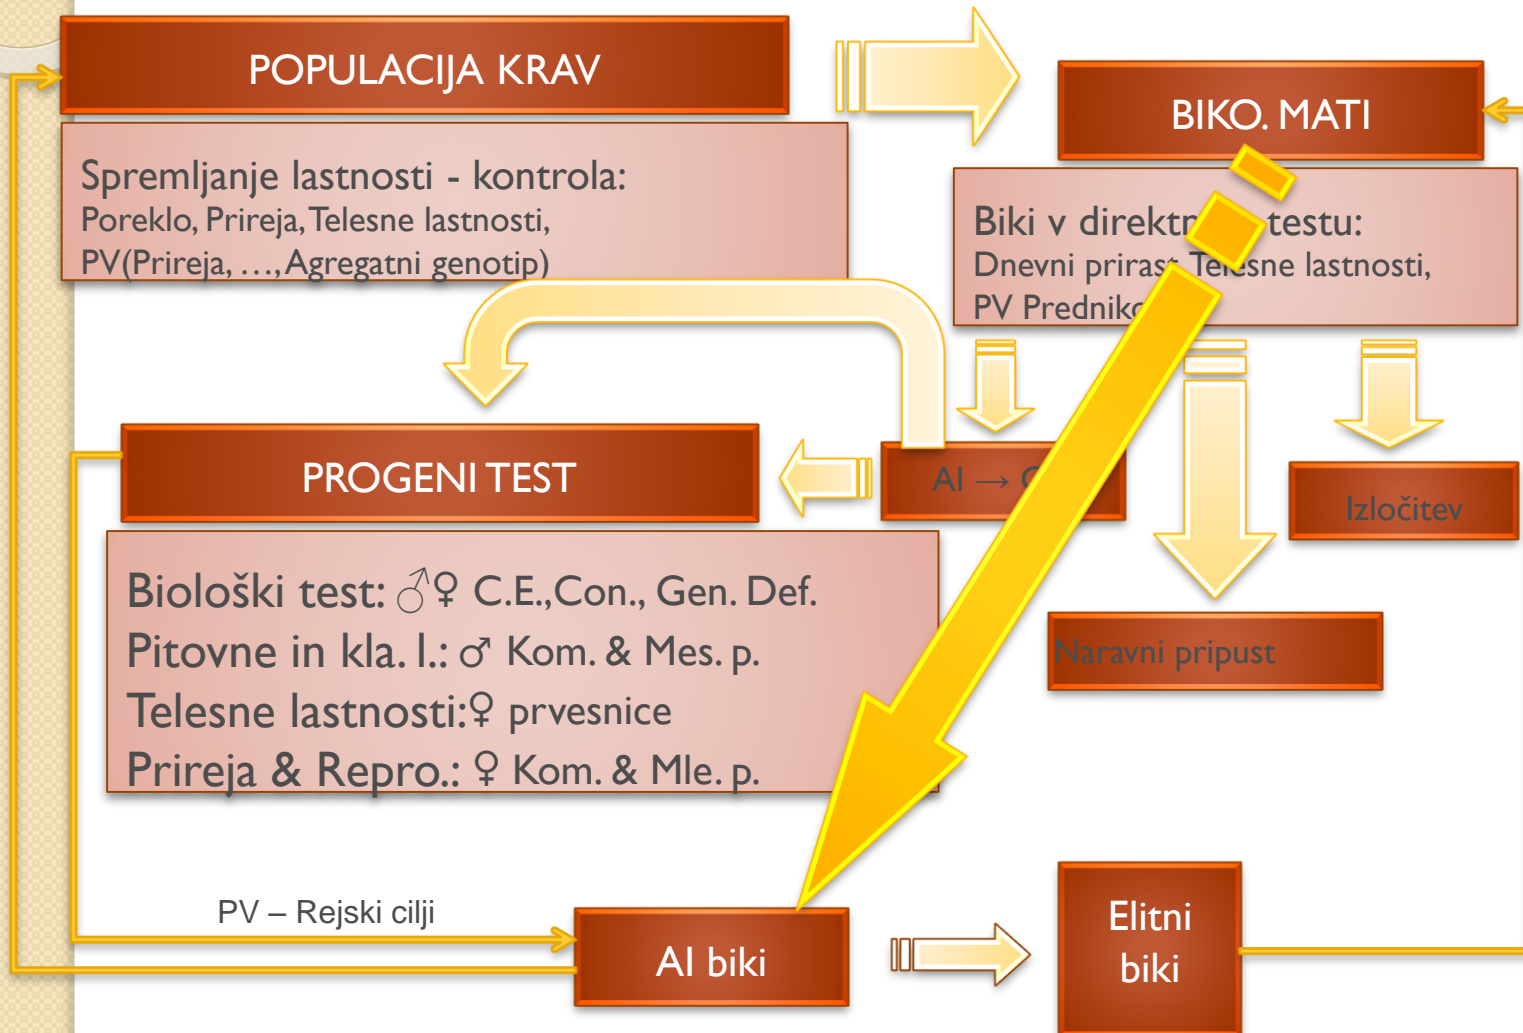 POPULACIJA KRAV
Spremljanje lastnosti - kontrola:
Poreklo, Prireja, Telesne lastnosti,
PV(Prireja, …, Agregatni genotip)
BIKO. MATI
Biki v testu:
Dnevni prirast Telesne lastnosti,
PV
PROGENI TEST
AI →
Izločitev
Naravni pripust
Biološki test: ♂♀ C.E.,Con., Gen. Def.
Pitovne in kla. l.: ♂ Kom. & Mes. p.
Telesne lastnosti:♀ prvesnice
Prireja & Repro.: ♀ Kom. & Mle. p.
PV – Rejski cilji
AI biki
Elitni
biki